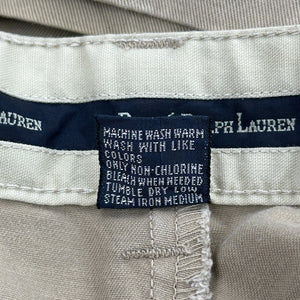 LAUREN
RALPH LAUREN
MACHINE WASH WARM
WASH WITH LIKE
COLORS
ONLY NON-CHLORINE
BLEACH WHEN NEEDED
TUMBLE DRY LOW
STEAM IRON MEDIUM